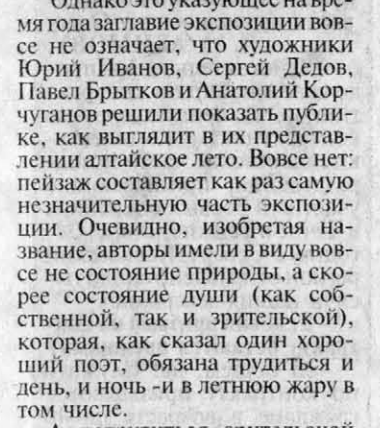 Однако это указующее на вре-
мя года заглавие экспозиции вов-
се не означает, что художники
Юрий Иванов, Сергей Дедов,
Павел Брытков и Анатолий Кор-
чуганов решили показать публи-
ке, как выглядит в их представ-
лении алтайское лето. Вовсе нет:
пейзаж составляет как раз самую
незначительную часть экспози-
ции. Очевидно, изобретая на-
звание, авторы имели в виду вов-
се не состояние природы, а ско-
рее состояние души (как соб-
ственной, так и зрительской),
которая, как сказал один хоро-
ший поэт, обязана трудиться и
день, и ночь -и в летнюю жару в
том числе.